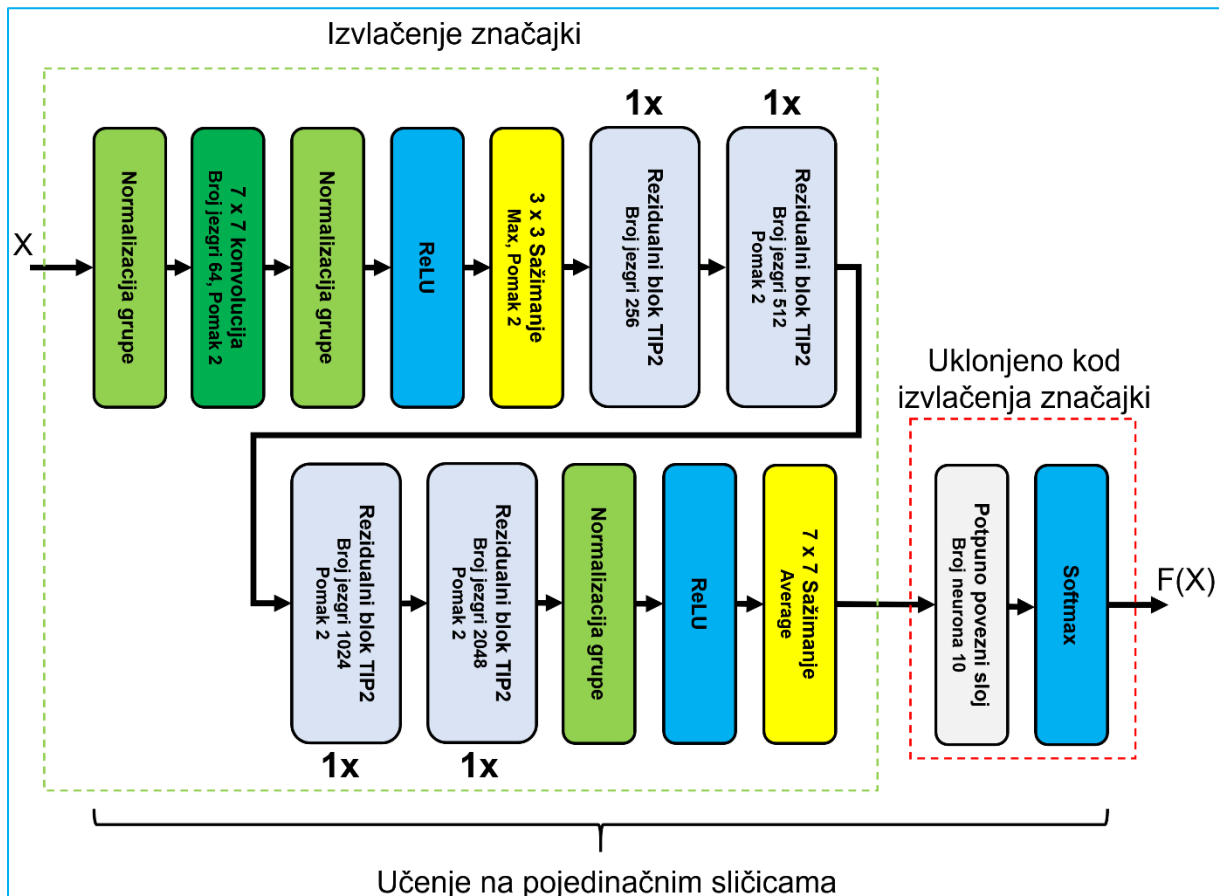 Izvlačenje značajki
1x
1x
X
Normalizacija grupe
7 x 7 konvolucija
Broj jezgri 64, Pomak 2
Normalizacija grupe
ReLU
3 x 3 Sažimanje
Max, Pomak 2
Rezidualni blok TIP2
Broj jezgri 256
Rezidualni blok TIP2
Broj jezgri 512
Pomak 2
Rezidualni blok TIP2
Broj jezgri 1024
Pomak 2
Rezidualni blok TIP2
Broj jezgri 2048
Pomak 2
Normalizacija grupe
ReLU
7 x 7 Sažimanje
Average
1x
1x
Uklonjeno kod
izvlačenja značajki
Potpuno povezni sloj
Broj neurona 10
Softmax
F(X)
Učenje na pojedinačnim sličicama